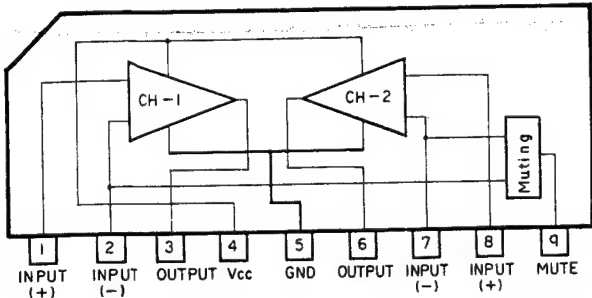 CH-1
CH-2
Muting
1 2 3 4 5 6 7 8 9
INPUT (+)
INPUT (-)
OUTPUT
Vcc
GND
OUTPUT
INPUT (-)
INPUT (+)
MUTE